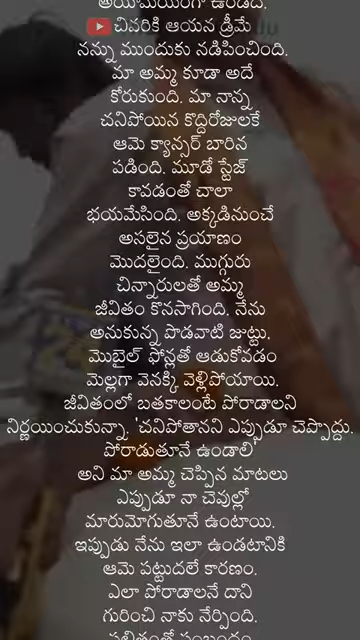 చివరికి ఆయన డ్రీమే
నన్ను ముందుకు నడిపించింది.
మా అమ్మ కూడా అదే
కోరుకుంది. మా నాన్న
చనిపోయిన కొద్దిరోజులకే
ఆమె క్యాన్సర్ బారిన
పడింది. మూడో స్టేజ్
కావడంతో చాలా
భయమేసింది. అక్కడినుంచే
అసలైన ప్రయాణం
మొదలైంది. ముగ్గురు
చిన్నారులతో అమ్మ
జీవితం కొనసాగింది. నేను
అనుకున్న పొడవాటి జుట్టు,
మొబైల్ ఫోన్లతో ఆడుకోవడం
మెల్లగా వెనక్కి వెళ్లిపోయాయి.
జీవితంలో బతకాలంటే పోరాడాలని
నిర్ణయించుకున్నా. 'చనిపోతానని ఎప్పుడూ చెప్పొద్దు.
పోరాడుతూనే ఉండాలి'
అని మా అమ్మ చెప్పిన మాటలు
ఎప్పుడూ నా చెవుల్లో
మారుమోగుతూనే ఉంటాయి.
ఇప్పుడు నేను ఇలా ఉండటానికి
ఆమె పట్టుదలే కారణం.
ఎలా పోరాడాలనే దాని
గురించి నాకు నేర్పింది.